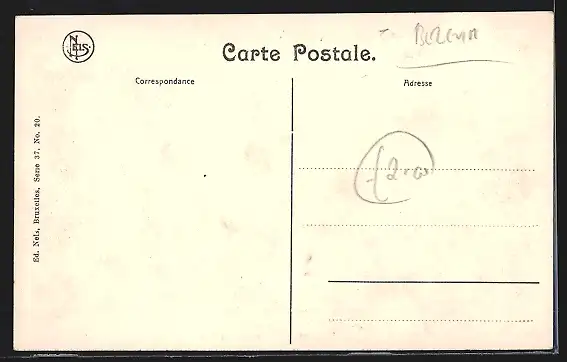 NELS.
Carte Postale.
Correspondance
Adresse
Ed. Nels, Bruxelles, Serie 37, No. 20.